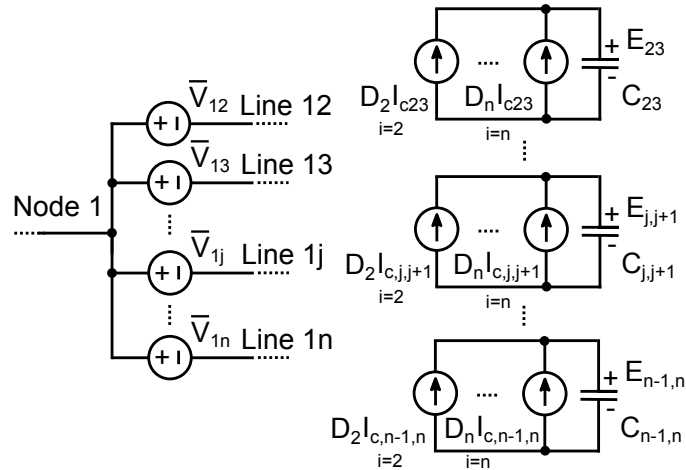 Node 1
V̅12 Line 12
V̅13 Line 13
V̅1j Line 1j
V̅1n Line 1n
+ -
+ -
+ -
+ -
D2Ic23 DnIc23
i=2 i=n
+ E23
- C23
D2Ic,j,j+1 DnIc,j,j+1
i=2 i=n
+ Ej,j+1
- Cj,j+1
D2Ic,n-1,n DnIc,n-1,n
i=2 i=n
+ En-1,n
- Cn-1,n